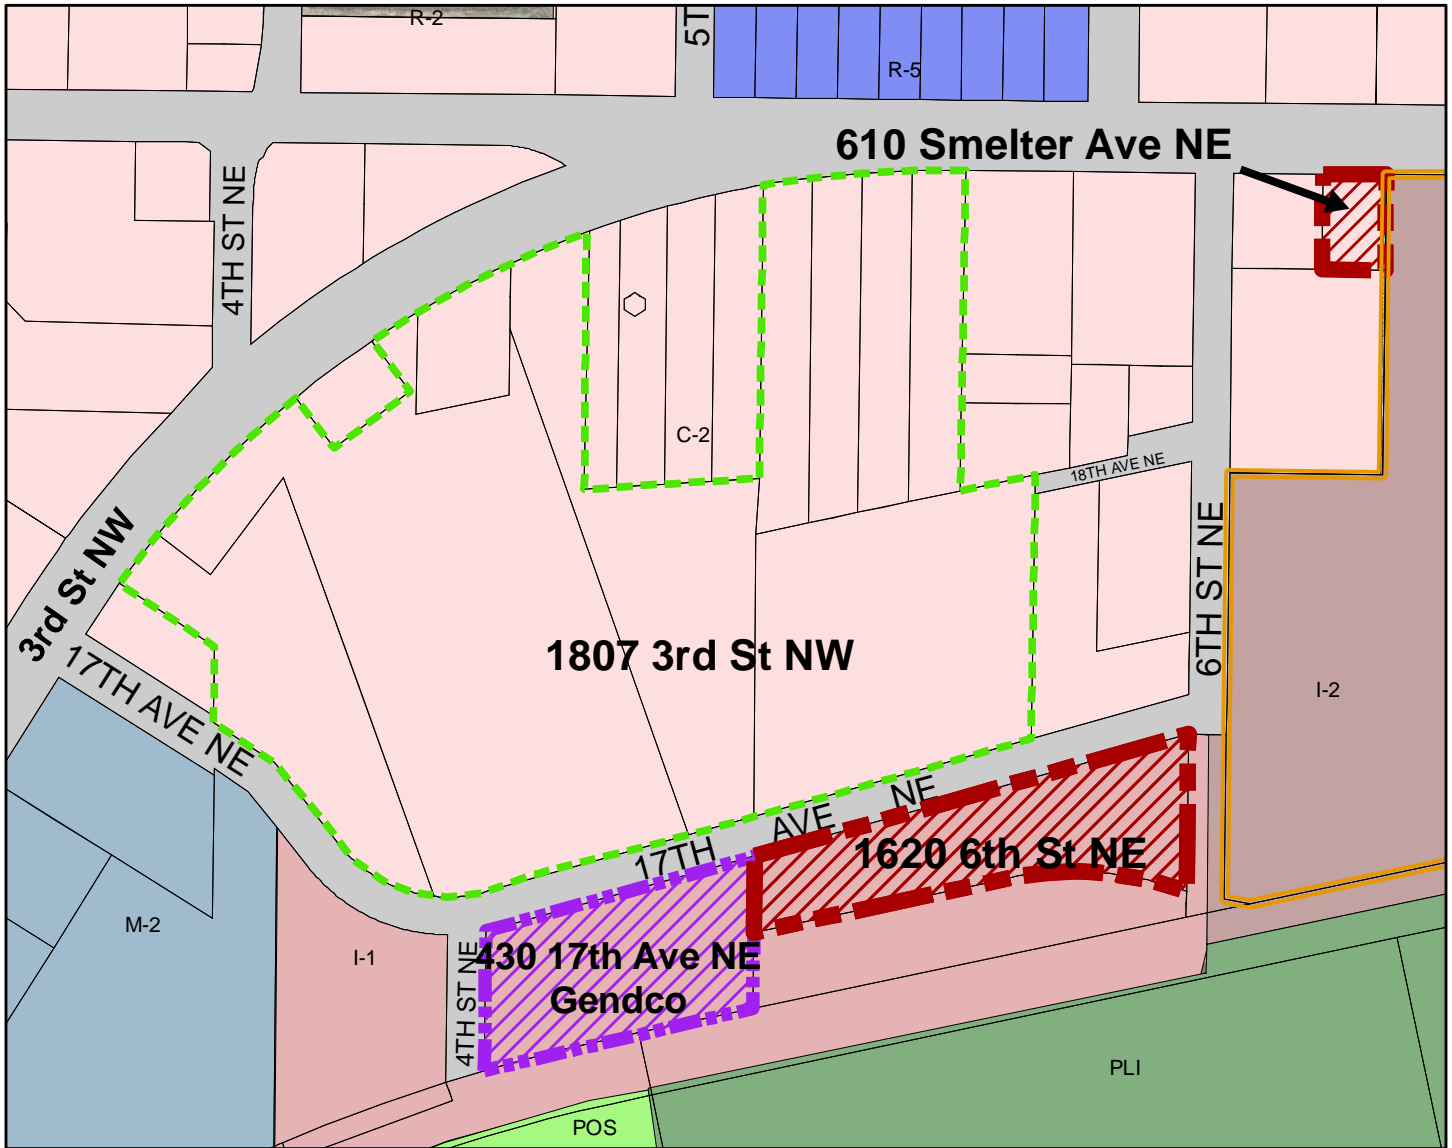 R-2
5T
R-5
610 Smelter Ave NE
4TH ST NE
C-2
18TH AVE NE
3rd St NW
6TH ST NE
1807 3rd St NW
17TH AVE NE
I-2
17TH AVE NE
1620 6th St NE
M-2
I-1
4TH ST NE
430 17th Ave NE
Gendco
PLI
POS